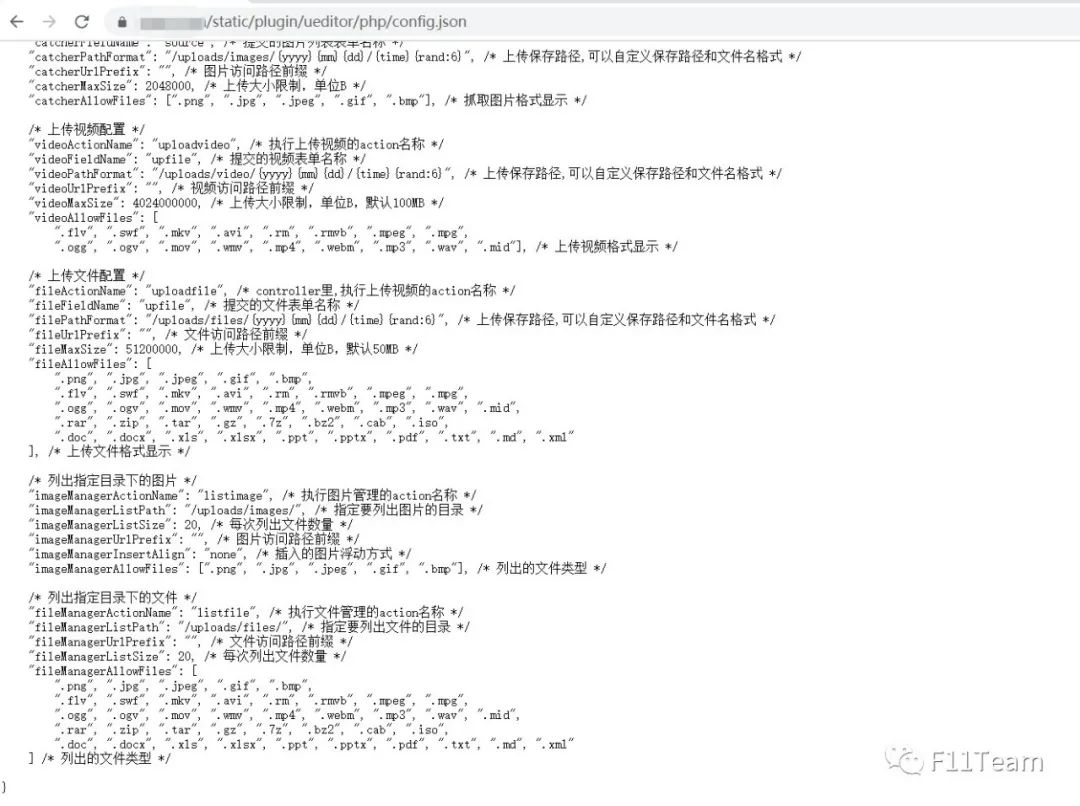 /static/plugin/ueditor/php/config.json
"catcherFieldName": "source", /* 提交的图片列表表单名称 */
"catcherPathFormat": "/uploads/images/{yyyy}{mm}{dd}/{time}{rand:6}", /* 上传保存路径,可以自定义保存路径和文件名格式 */
"catcherUrlPrefix": "", /* 图片访问路径前缀 */
"catcherMaxSize": 2048000, /* 上传大小限制，单位B */
"catcherAllowFiles": [".png", ".jpg", ".jpeg", ".gif", ".bmp"], /* 抓取图片格式显示 */
/* 上传视频配置 */
"videoActionName": "uploadvideo", /* 执行上传视频的action名称 */
"videoFieldName": "upfile", /* 提交的视频表单名称 */
"videoPathFormat": "/uploads/video/{yyyy}{mm}{dd}/{time}{rand:6}", /* 上传保存路径,可以自定义保存路径和文件名格式 */
"videoUrlPrefix": "", /* 视频访问路径前缀 */
"videoMaxSize": 4024000000, /* 上传大小限制，单位B，默认100MB */
"videoAllowFiles": [
".flv", ".swf", ".mkv", ".avi", ".rm", ".rmvb", ".mpeg", ".mpg",
".ogg", ".ogv", ".mov", ".wmv", ".mp4", ".webm", ".mp3", ".wav", ".mid"], /* 上传视频格式显示 */
/* 上传文件配置 */
"fileActionName": "uploadfile", /* controller里,执行上传视频的action名称 */
"fileFieldName": "upfile", /* 提交的文件表单名称 */
"filePathFormat": "/uploads/files/{yyyy}{mm}{dd}/{time}{rand:6}", /* 上传保存路径,可以自定义保存路径和文件名格式 */
"fileUrlPrefix": "", /* 文件访问路径前缀 */
"fileMaxSize": 51200000, /* 上传大小限制，单位B，默认50MB */
"fileAllowFiles": [
".png", ".jpg", ".jpeg", ".gif", ".bmp",
".flv", ".swf", ".mkv", ".avi", ".rm", ".rmvb", ".mpeg", ".mpg",
".ogg", ".ogv", ".mov", ".wmv", ".mp4", ".webm", ".mp3", ".wav", ".mid",
".rar", ".zip", ".tar", ".gz", ".7z", ".bz2", ".cab", ".iso",
".doc", ".docx", ".xls", ".xlsx", ".ppt", ".pptx", ".pdf", ".txt", ".md", ".xml"
], /* 上传文件格式显示 */
/* 列出指定目录下的图片 */
"imageManagerActionName": "listimage", /* 执行图片管理的action名称 */
"imageManagerListPath": "/uploads/images/", /* 指定要列出图片的目录 */
"imageManagerListSize": 20, /* 每次列出文件数量 */
"imageManagerUrlPrefix": "", /* 图片访问路径前缀 */
"imageManagerInsertAlign": "none", /* 插入的图片浮动方式 */
"imageManagerAllowFiles": [".png", ".jpg", ".jpeg", ".gif", ".bmp"], /* 列出的文件类型 */
/* 列出指定目录下的文件 */
"fileManagerActionName": "listfile", /* 执行文件管理的action名称 */
"fileManagerListPath": "/uploads/files/", /* 指定要列出文件的目录 */
"fileManagerUrlPrefix": "", /* 文件访问路径前缀 */
"fileManagerListSize": 20, /* 每次列出文件数量 */
"fileManagerAllowFiles": [
".png", ".jpg", ".jpeg", ".gif", ".bmp",
".flv", ".swf", ".mkv", ".avi", ".rm", ".rmvb", ".mpeg", ".mpg",
".ogg", ".ogv", ".mov", ".wmv", ".mp4", ".webm", ".mp3", ".wav", ".mid",
".rar", ".zip", ".tar", ".gz", ".7z", ".bz2", ".cab", ".iso",
".doc", ".docx", ".xls", ".xlsx", ".ppt", ".pptx", ".pdf", ".txt", ".md", ".xml"
] /* 列出的文件类型 */
}
F11Team